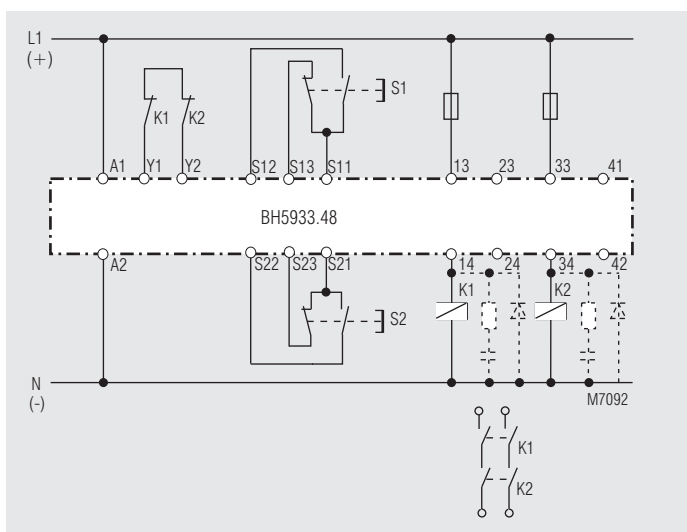 L1
(+)
K1 K2
S1
A1 Y1 Y2 S12 S13 S11 13 23 33 41
BH5933.48
A2 S22 S23 S21 14 24 34 42
K1 K2
S2
N
(-)
M7092
K1
K2